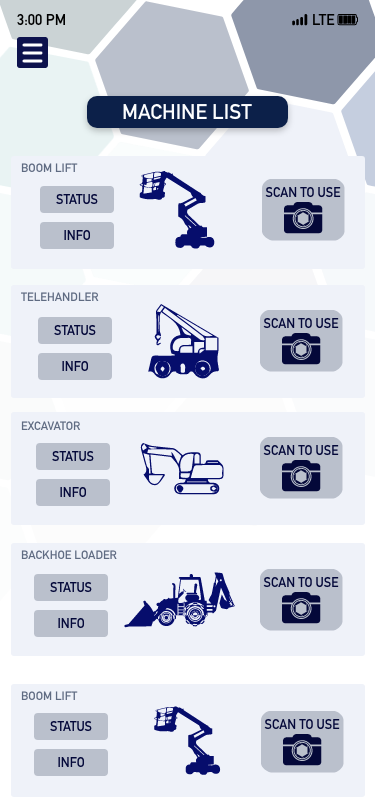 3:00 PM LTE
MACHINE LIST
BOOM LIFT
STATUS
INFO
SCAN TO USE
TELEHANDLER
STATUS
INFO
SCAN TO USE
EXCAVATOR
STATUS
INFO
SCAN TO USE
BACKHOE LOADER
STATUS
INFO
SCAN TO USE
BOOM LIFT
STATUS
INFO
SCAN TO USE